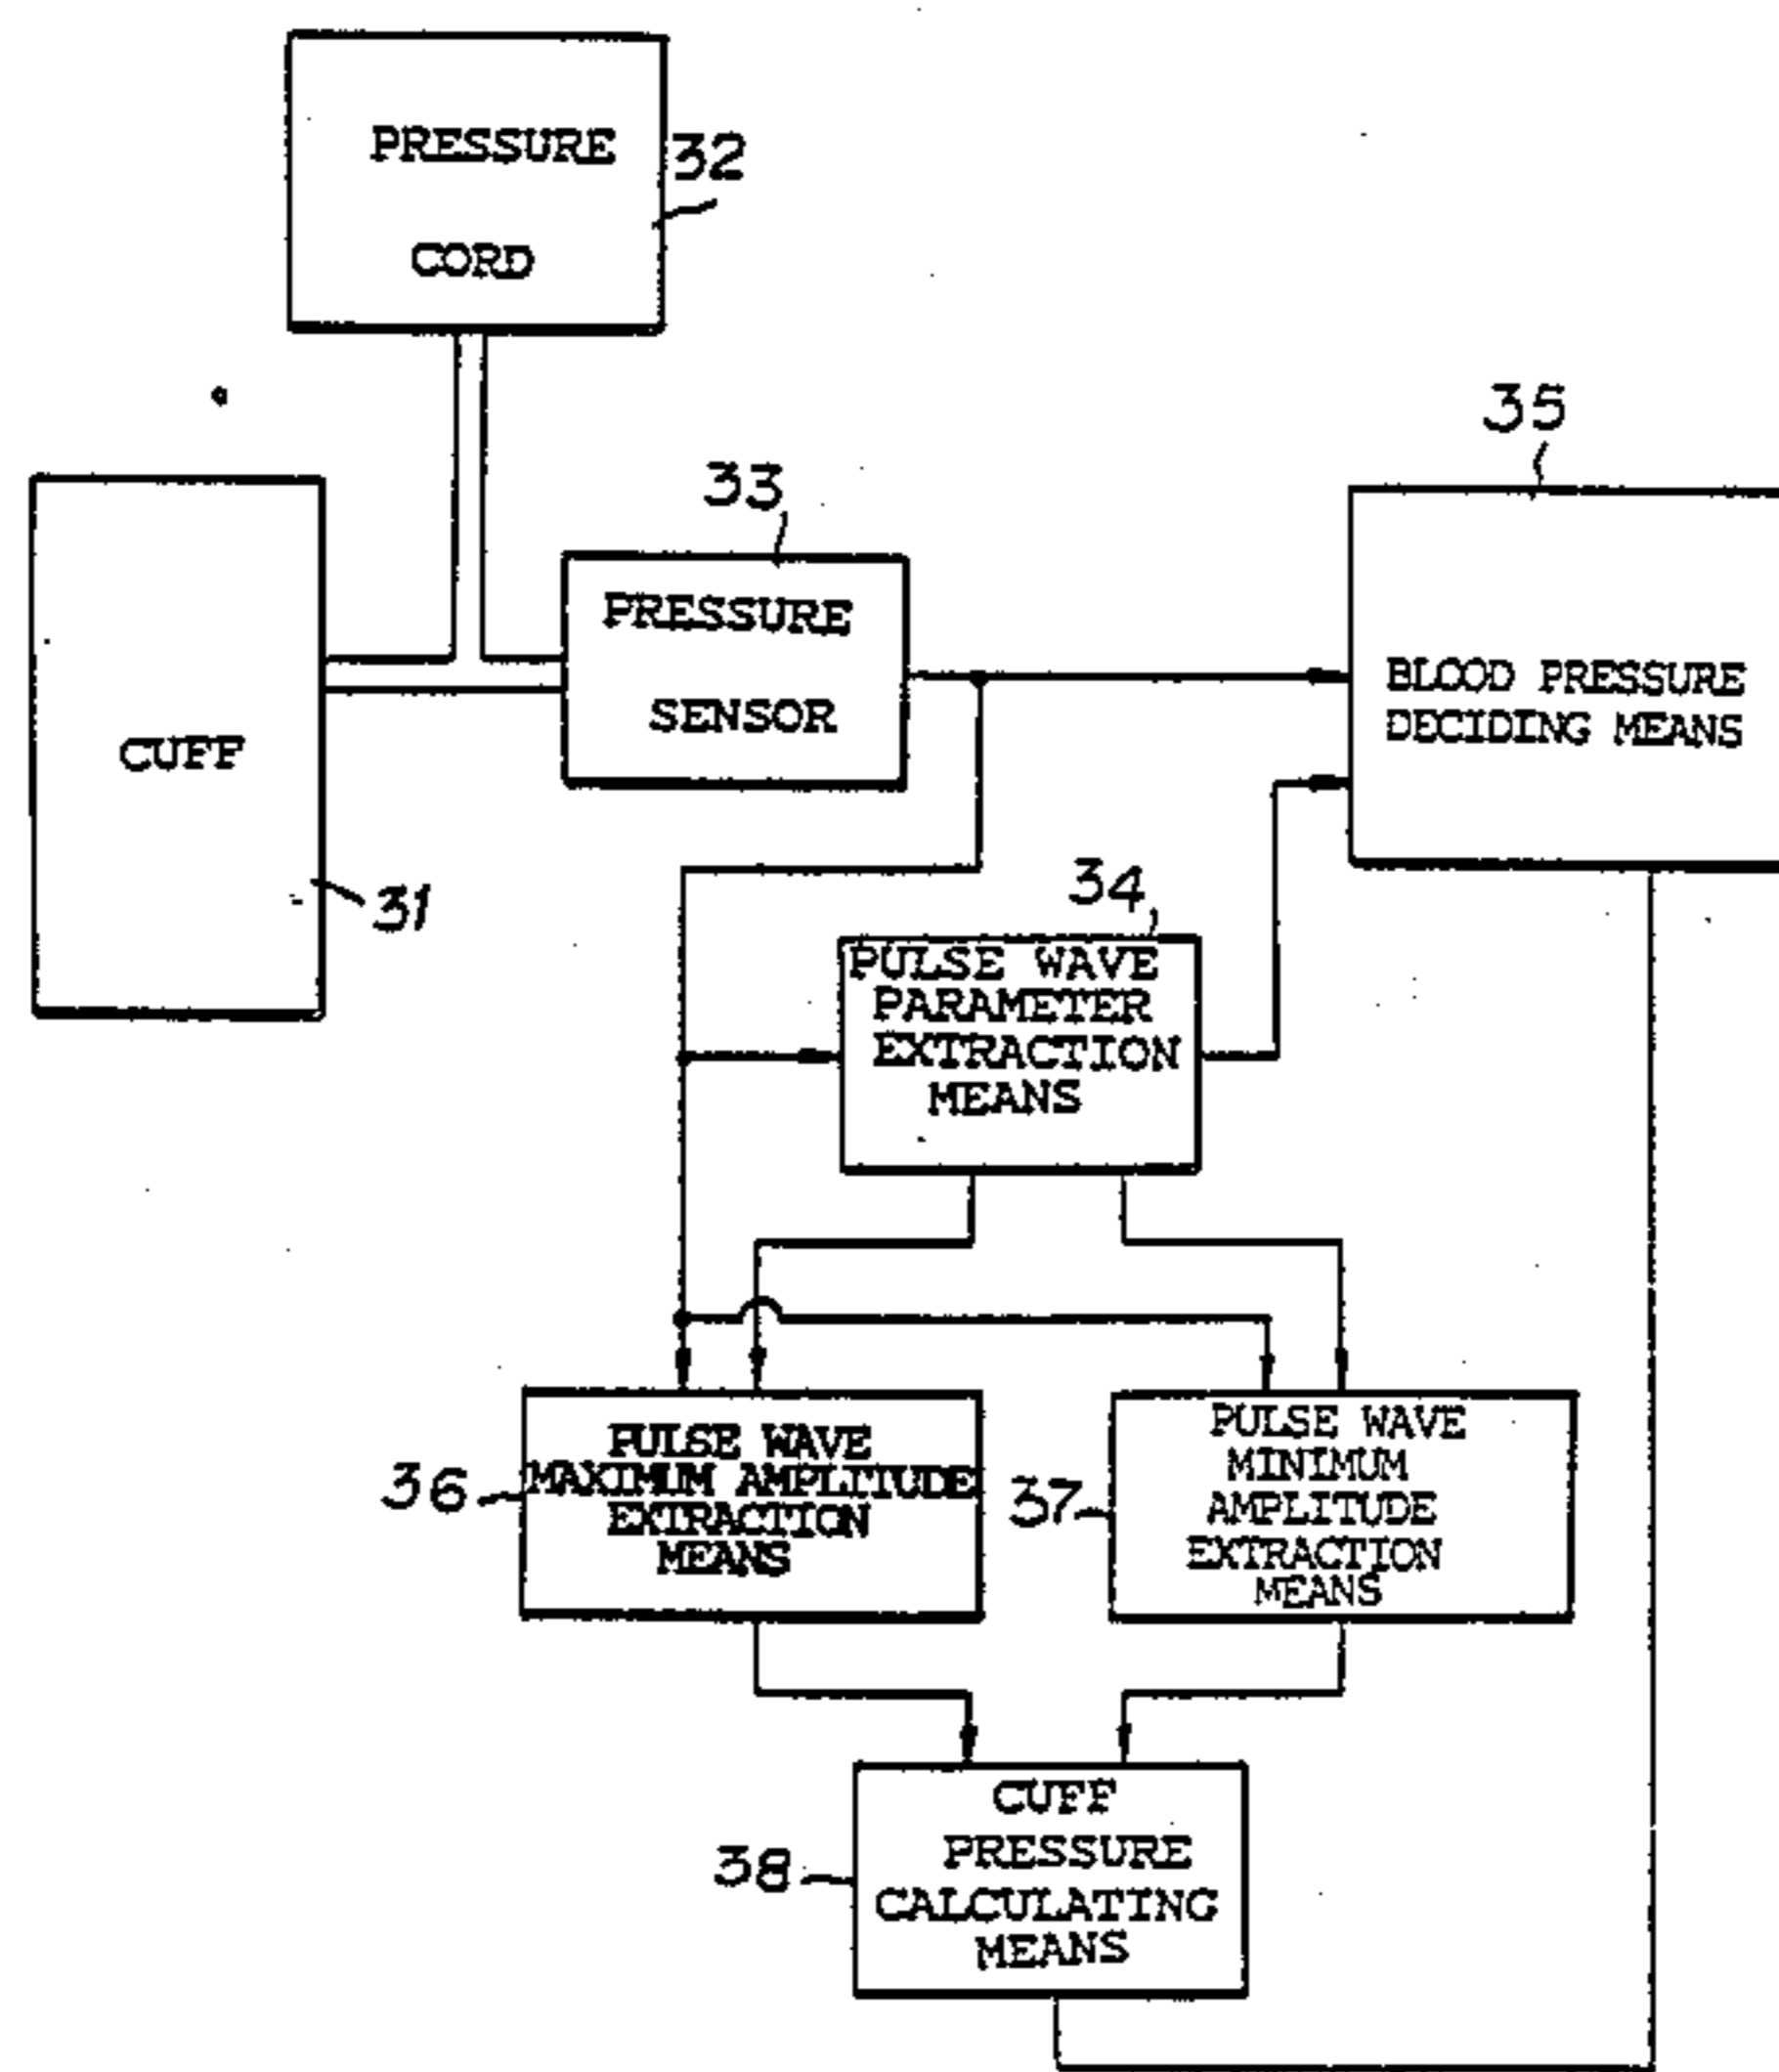 PRESSURE
CORD
32
CUFF
31
33
PRESSURE
SENSOR
35
BLOOD PRESSURE
DECIDING MEANS
34
PULSE WAVE
PARAMETER
EXTRACTION
MEANS
36
PULSE WAVE
MAXIMUM AMPLITUDE
EXTRACTION
MEANS
37
PULSE WAVE
MINIMUM
AMPLITUDE
EXTRACTION
MEANS
38
CUFF
PRESSURE
CALCULATING
MEANS